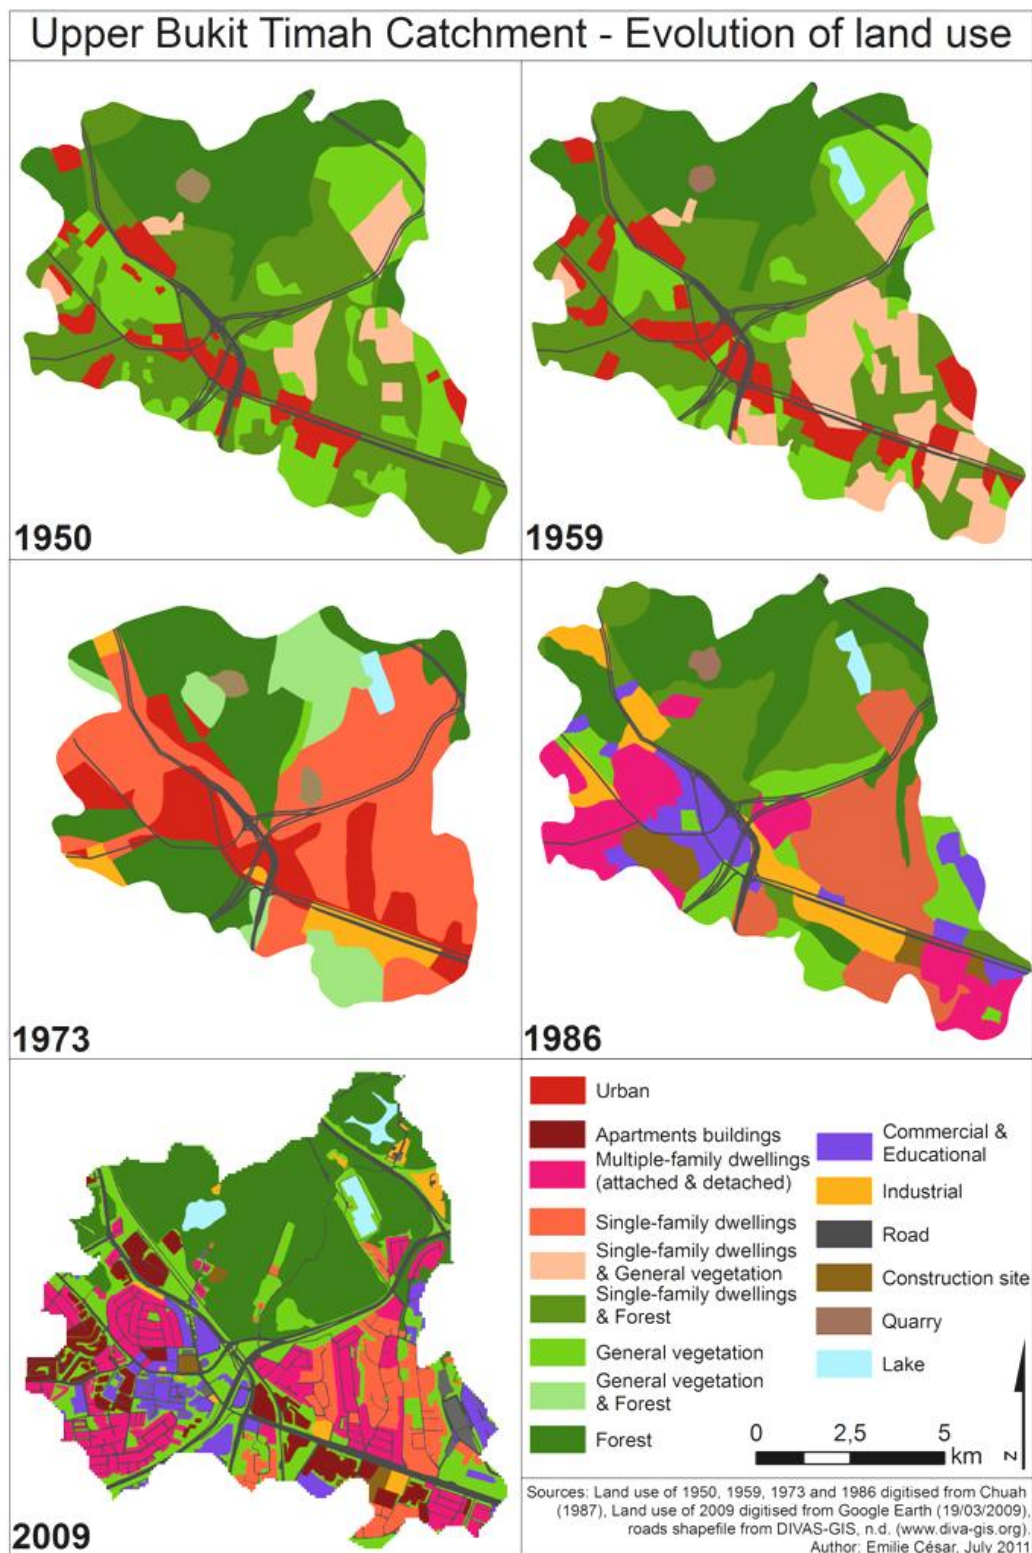 Upper Bukit Timah Catchment - Evolution of land use
1950
1959
1973
1986
2009
Urban
Apartments buildings
Multiple-family dwellings
(attached & detached)
Single-family dwellings
Single-family dwellings
& General vegetation
Single-family dwellings
& Forest
General vegetation
General vegetation
& Forest
Forest
Commercial &
Educational
Industrial
Road
Construction site
Quarry
Lake
0 2,5 5
km
N
Sources: Land use of 1950, 1959, 1973 and 1986 digitised from Chuah
(1987), Land use of 2009 digitised from Google Earth (19/03/2009),
roads shapefile from DIVAS-GIS, n.d. (www.diva-gis.org).
Author: Emilie César, July 2011